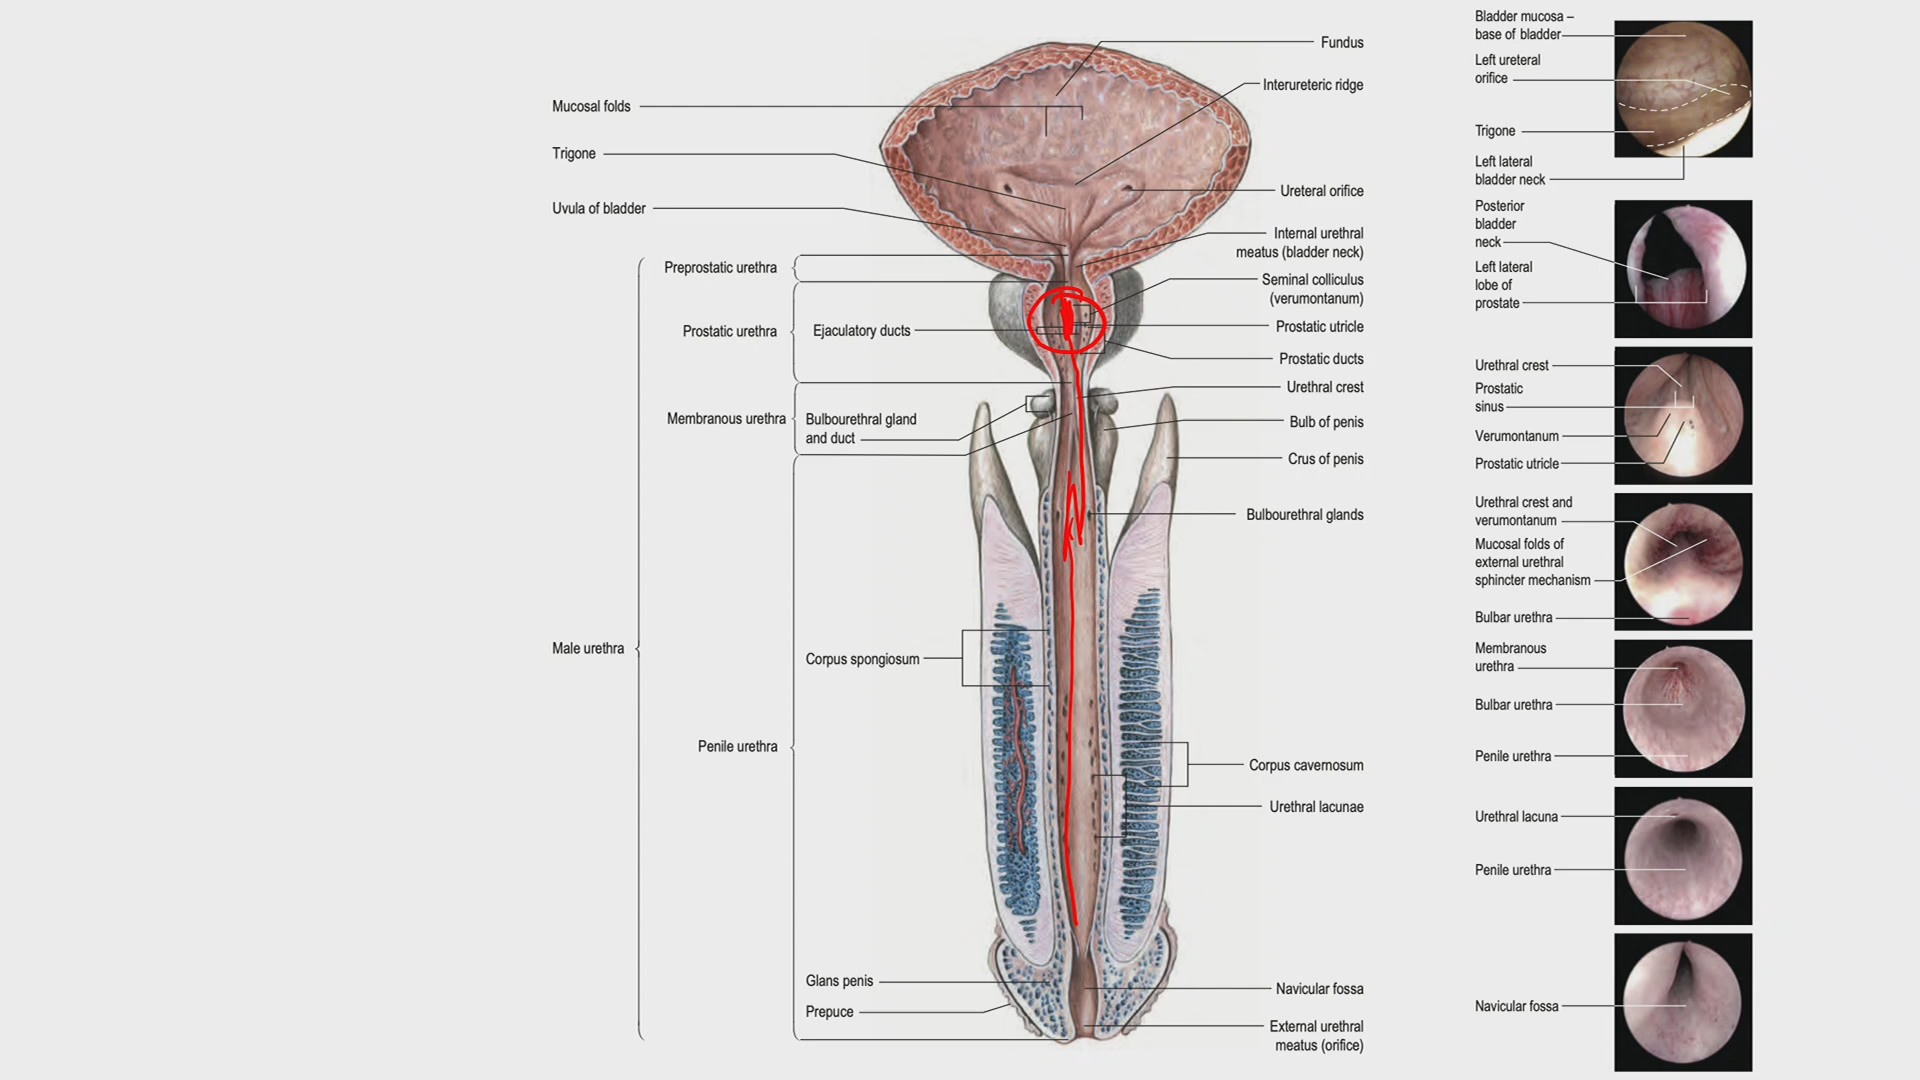 Fundus
Interureteric ridge
Mucosal folds
Trigone
Ureteral orifice
Uvula of bladder
Internal urethral
meatus (bladder neck)
Preprostatic urethra
Seminal colliculus
(verumontanum)
Prostatic urethra
Ejaculatory ducts
Prostatic utricle
Prostatic ducts
Urethral crest
Membranous urethra
Bulbourethral gland
and duct
Bulb of penis
Crus of penis
Bulbourethral glands
Male urethra
Corpus spongiosum
Penile urethra
Corpus cavernosum
Urethral lacunae
Glans penis
Prepuce
Navicular fossa
External urethral
meatus (orifice)
Bladder mucosa –
base of bladder
Left ureteral
orifice
Trigone
Left lateral
bladder neck
Posterior
bladder
neck
Left lateral
lobe of
prostate
Urethral crest
Prostatic
sinus
Verumontanum
Prostatic utricle
Urethral crest and
verumontanum
Mucosal folds of
external urethral
sphincter mechanism
Bulbar urethra
Membranous
urethra
Bulbar urethra
Penile urethra
Urethral lacuna
Penile urethra
Navicular fossa